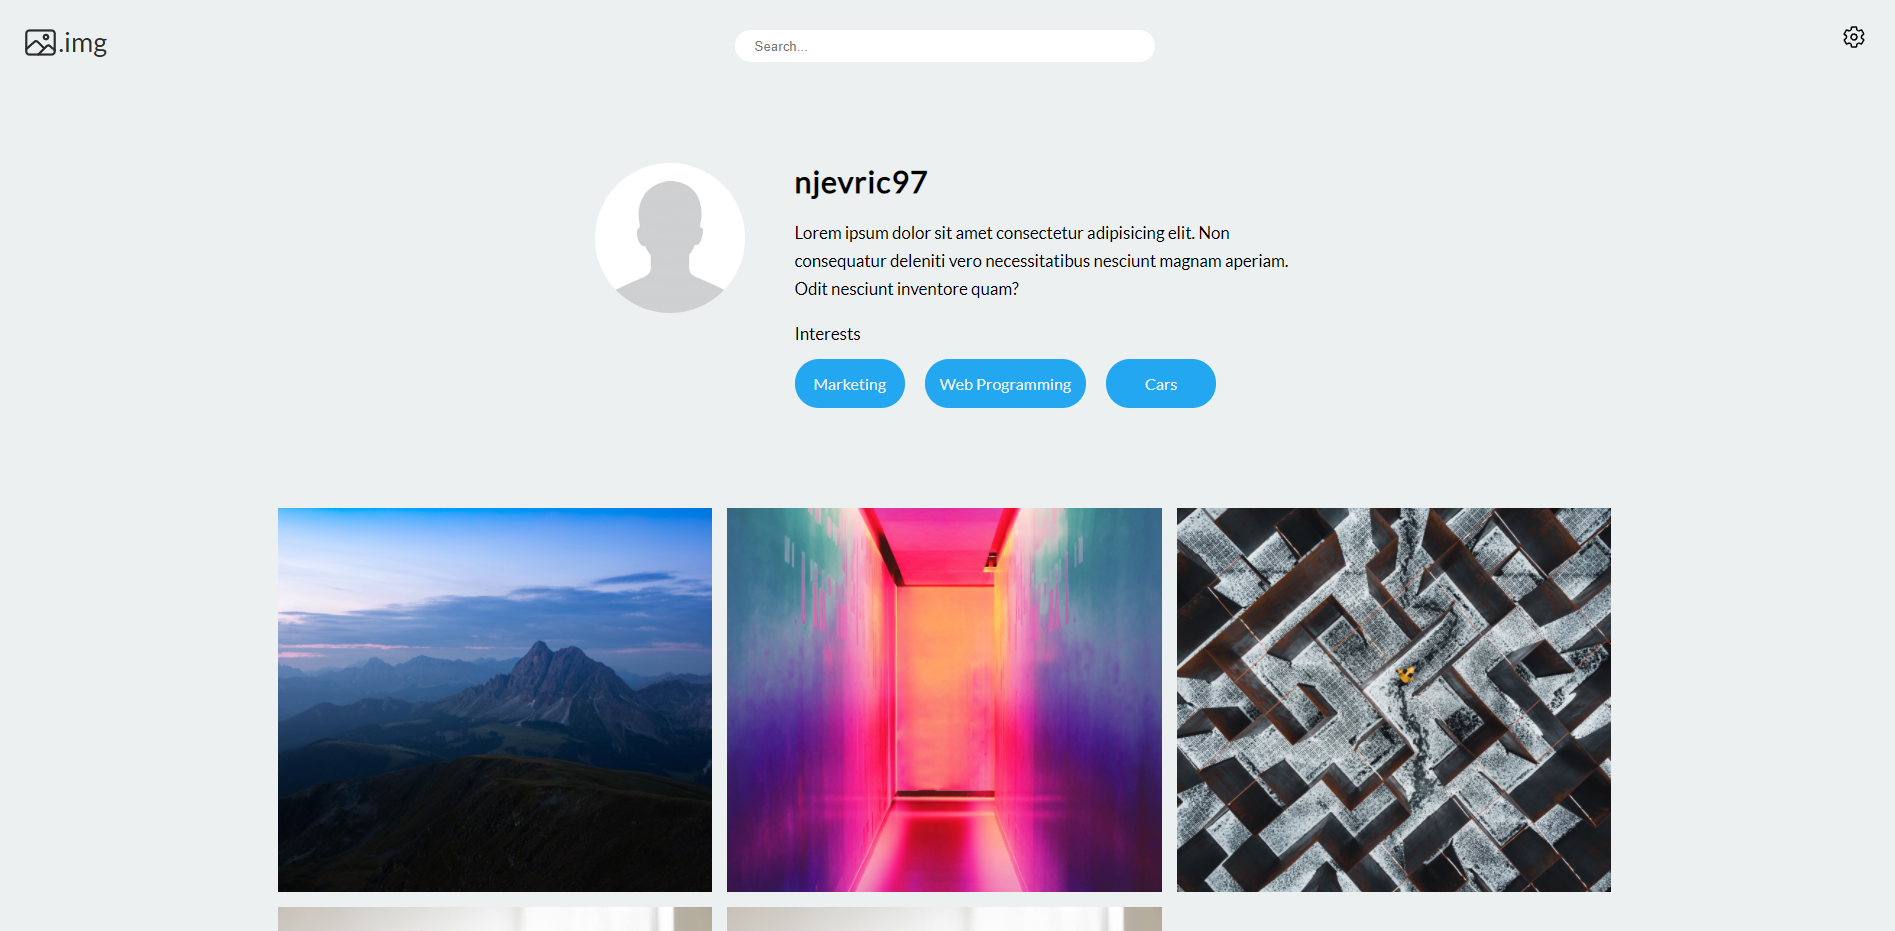 .img
Search...
njevric97
Lorem ipsum dolor sit amet consectetur adipisicing elit. Non
consequatur deleniti vero necessitatibus nesciunt magnam aperiam.
Odit nesciunt inventore quam?
Interests
Marketing
Web Programming
Cars